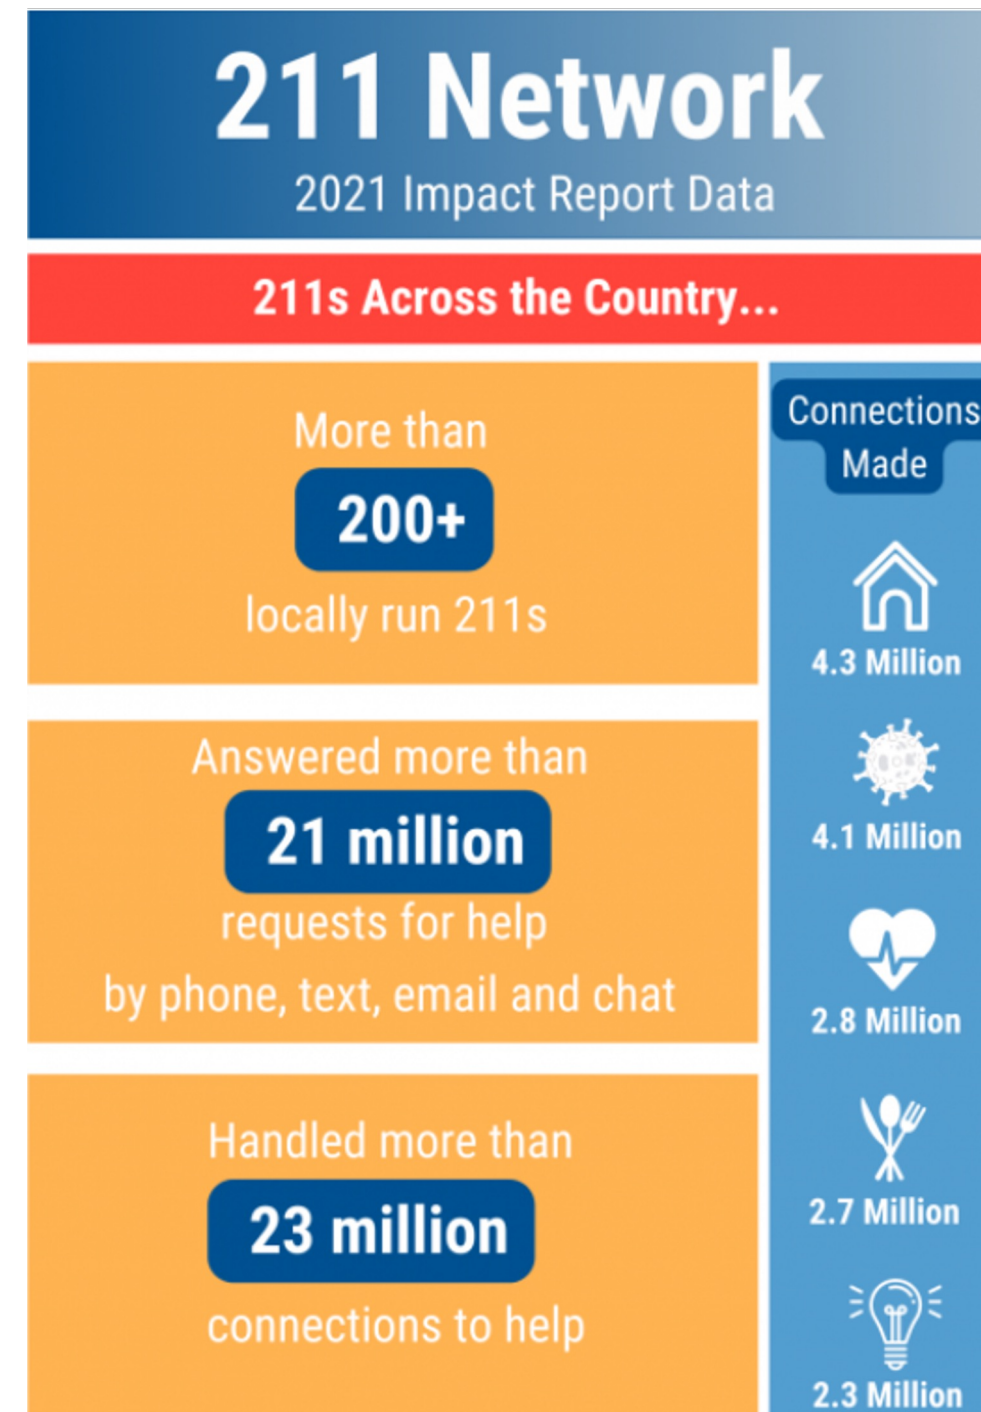 211 Network
2021 Impact Report Data
211s Across the Country...
More than
200+
locally run 211s
Answered more than
21 million
requests for help
by phone, text, email and chat
Handled more than
23 million
connections to help
Connections
Made
4.3 Million
4.1 Million
2.8 Million
2.7 Million
2.3 Million